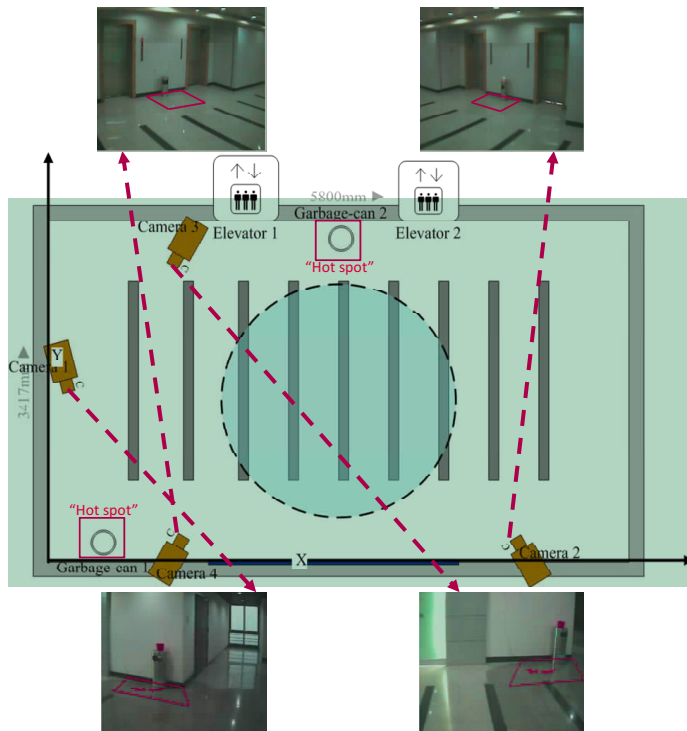 5800mm
Garbage-can 2
Camera 3
Elevator 1
Elevator 2
"Hot spot"
Y
Camera 1
3417mm
"Hot spot"
Garbage can 1
X
Camera 2
Camera 4
C
C
C
C